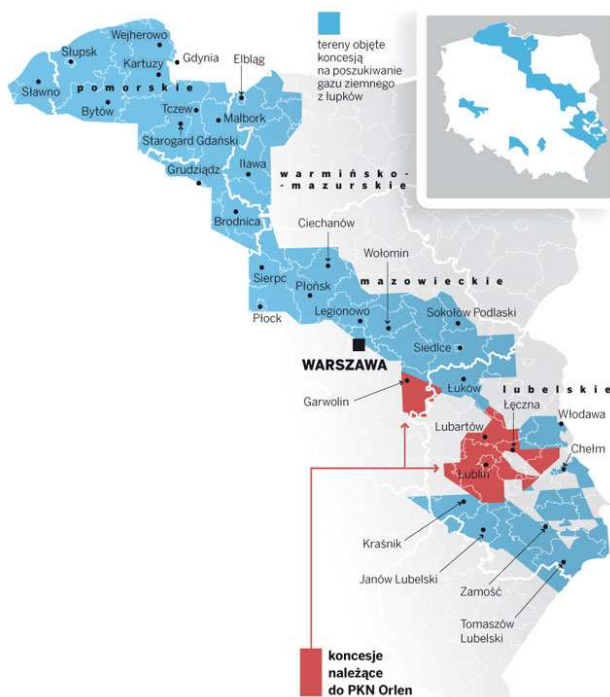 Wejherowo
Słupsk
Gdynia
Kartuzy
Elbląg
Sławno
pomorskie
Bytów
Tczew
Malbork
Starogard Gdański
tereny objęte
koncesją
na poszukiwanie
gazu ziemnego
z łupków
Grudziądz
Iława
warmińsko-
-mazurskie
Brodnica
Ciechanów
Wołomin
Sierpc
mazowieckie
Płońsk
Płock
Legionowo
Sokołów Podlaski
Siedlce
WARSZAWA
Łuków
lubelskie
Garwolin
Łęczna
Włodawa
Lubartów
Chełm
Lublin
Kraśnik
Janów Lubelski
Zamość
Tomaszów
Lubelski
koncesje
należące
do PKN Orlen